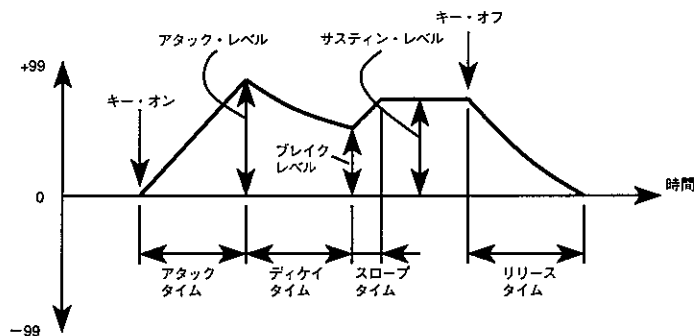 キー・オフ
アタック・レベル
サスティン・レベル
+99
キー・オン
ブレイク
レベル
時間
0
アタック
タイム
ディケイ
タイム
スロープ
タイム
リリース
タイム
−99